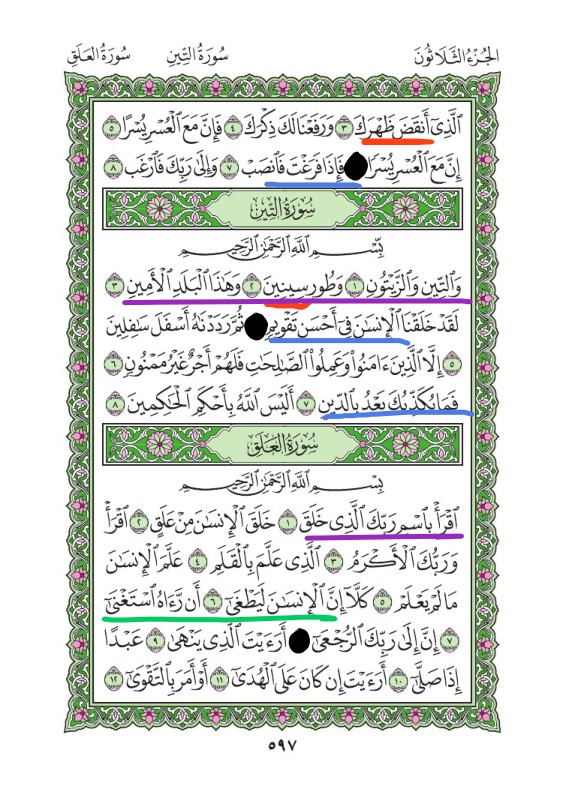 الجُزْءُ الثَّلَاثُونَ سُورَةُ التِّينِ سُورَةُ العَلَقِ
ٱلَّذِىٓ أَنقَضَ ظَهۡرَكَ ٣ وَرَفَعۡنَا لَكَ ذِكۡرَكَ ٤ فَإِنَّ مَعَ ٱلۡعُسۡرِ يُسۡرًا ٥
إِنَّ مَعَ ٱلۡعُسۡرِ يُسۡرًا فَإِذَا فَرَغۡتَ فَٱنصَبۡ ٧ وَإِلَىٰ رَبِّكَ فَٱرۡغَب ٨
سُورَةُ التِّينِ
بِسۡمِ ٱللَّهِ ٱلرَّحۡمَٰنِ ٱلرَّحِيمِ
وَٱلتِّينِ وَٱلزَّيۡتُونِ ١ وَطُورِ سِينِينَ ٢ وَهَٰذَا ٱلۡبَلَدِ ٱلۡأَمِينِ ٣
لَقَدۡ خَلَقۡنَا ٱلۡإِنسَٰنَ فِىٓ أَحۡسَنِ تَقۡوِيمٖ ثُمَّ رَدَدۡنَٰهُ أَسۡفَلَ سَٰفِلِينَ
٥ إِلَّا ٱلَّذِينَ ءَامَنُواْ وَعَمِلُواْ ٱلصَّٰلِحَٰتِ فَلَهُمۡ أَجۡرٌ غَيۡرُ مَمۡنُونٖ ٦
فَمَا يُكَذِّبُكَ بَعۡدُ بِٱلدِّينِ ٧ أَلَيۡسَ ٱللَّهُ بِأَحۡكَمِ ٱلۡحَٰكِمِينَ ٨
سُورَةُ العَلَقِ
بِسۡمِ ٱللَّهِ ٱلرَّحۡمَٰنِ ٱلرَّحِيمِ
ٱقۡرَأۡ بِٱسۡمِ رَبِّكَ ٱلَّذِى خَلَقَ ١ خَلَقَ ٱلۡإِنسَٰنَ مِنۡ عَلَقٍ ٢ ٱقۡرَأۡ
وَرَبُّكَ ٱلۡأَكۡرَمُ ٣ ٱلَّذِى عَلَّمَ بِٱلۡقَلَمِ ٤ عَلَّمَ ٱلۡإِنسَٰنَ
مَا لَمۡ يَعۡلَمۡ ٥ كَلَّآ إِنَّ ٱلۡإِنسَٰنَ لَيَطۡغَىٰٓ ٦ أَن رَّءَاهُ ٱسۡتَغۡنَىٰٓ
٧ إِنَّ إِلَىٰ رَبِّكَ ٱلرُّجۡعَىٰٓ أَرَءَيۡتَ ٱلَّذِى يَنۡهَىٰ ٩ عَبۡدًا
إِذَا صَلَّىٰٓ ١٠ أَرَءَيۡتَ إِن كَانَ عَلَى ٱلۡهُدَىٰٓ ١١ أَوۡ أَمَرَ بِٱلتَّقۡوَىٰٓ ١٢
٥٩٧